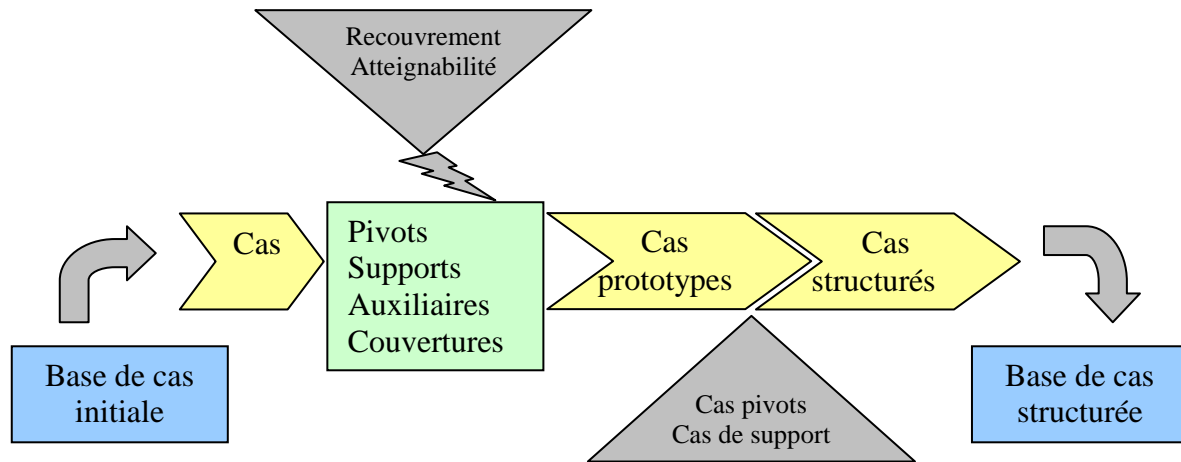 Recouvrement
Atteignabilité
Cas
Pivots
Supports
Auxiliaires
Couvertures
Cas
prototypes
Cas
structurés
Base de cas
initiale
Cas pivots
Cas de support
Base de cas
structurée